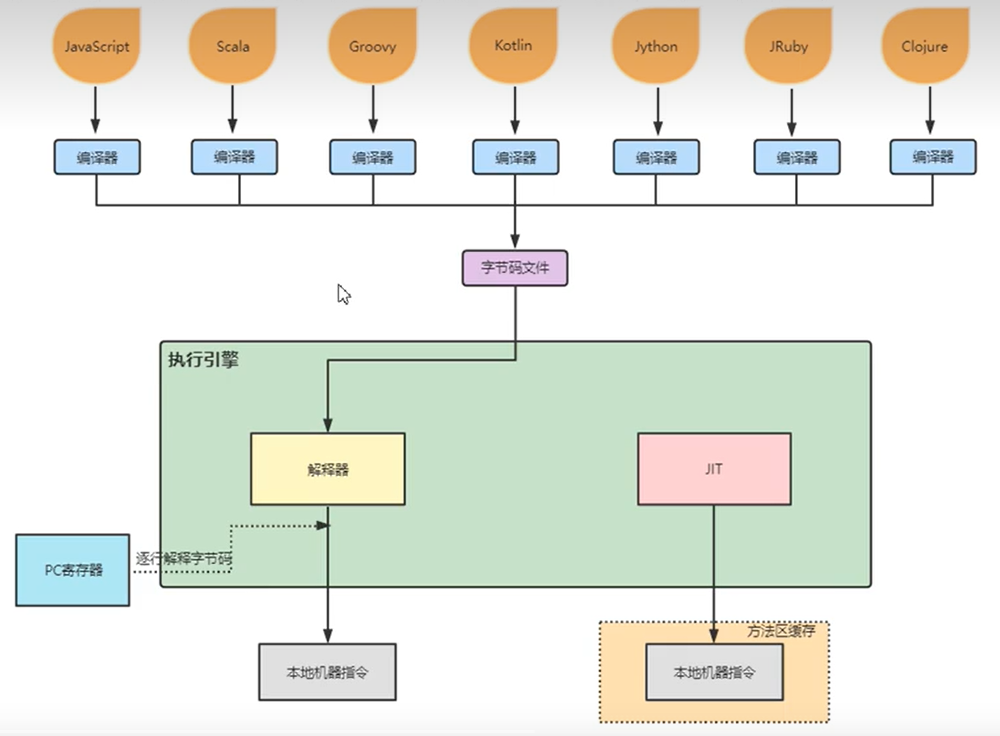 JavaScript
Scala
Groovy
Kotlin
Jython
JRuby
Clojure
编译器
编译器
编译器
编译器
编译器
编译器
编译器
字节码文件
执行引擎
解释器
JIT
逐行解释字节码
PC寄存器
方法区缓存
本地机器指令
本地机器指令